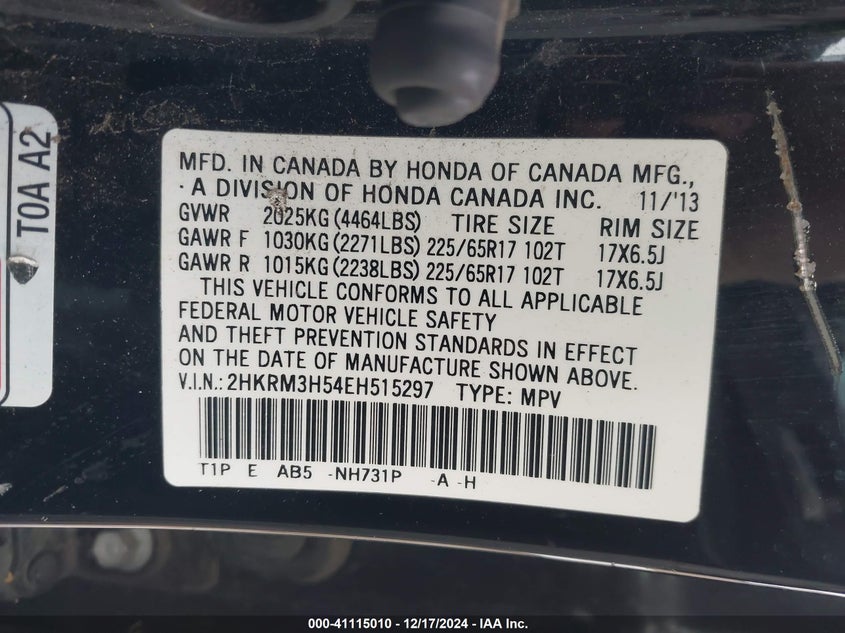 T0A A2
MFD. IN CANADA BY HONDA OF CANADA MFG.,
A DIVISION OF HONDA CANADA INC. 11/'13
GVWR 2025KG (4464LBS) TIRE SIZE RIM SIZE
GAWR F 1030KG (2271LBS) 225/65R17 102T 17X6.5J
GAWR R 1015KG (2238LBS) 225/65R17 102T 17X6.5J
THIS VEHICLE CONFORMS TO ALL APPLICABLE
FEDERAL MOTOR VEHICLE SAFETY
AND THEFT PREVENTION STANDARDS IN EFFECT
ON THE DATE OF MANUFACTURE SHOWN ABOVE.
V.I.N.: 2HKRM3H54EH515297 TYPE: MPV
T1P E AB5 -NH731P -A -H
000-41115010 - 12/17/2024 - IAA Inc.